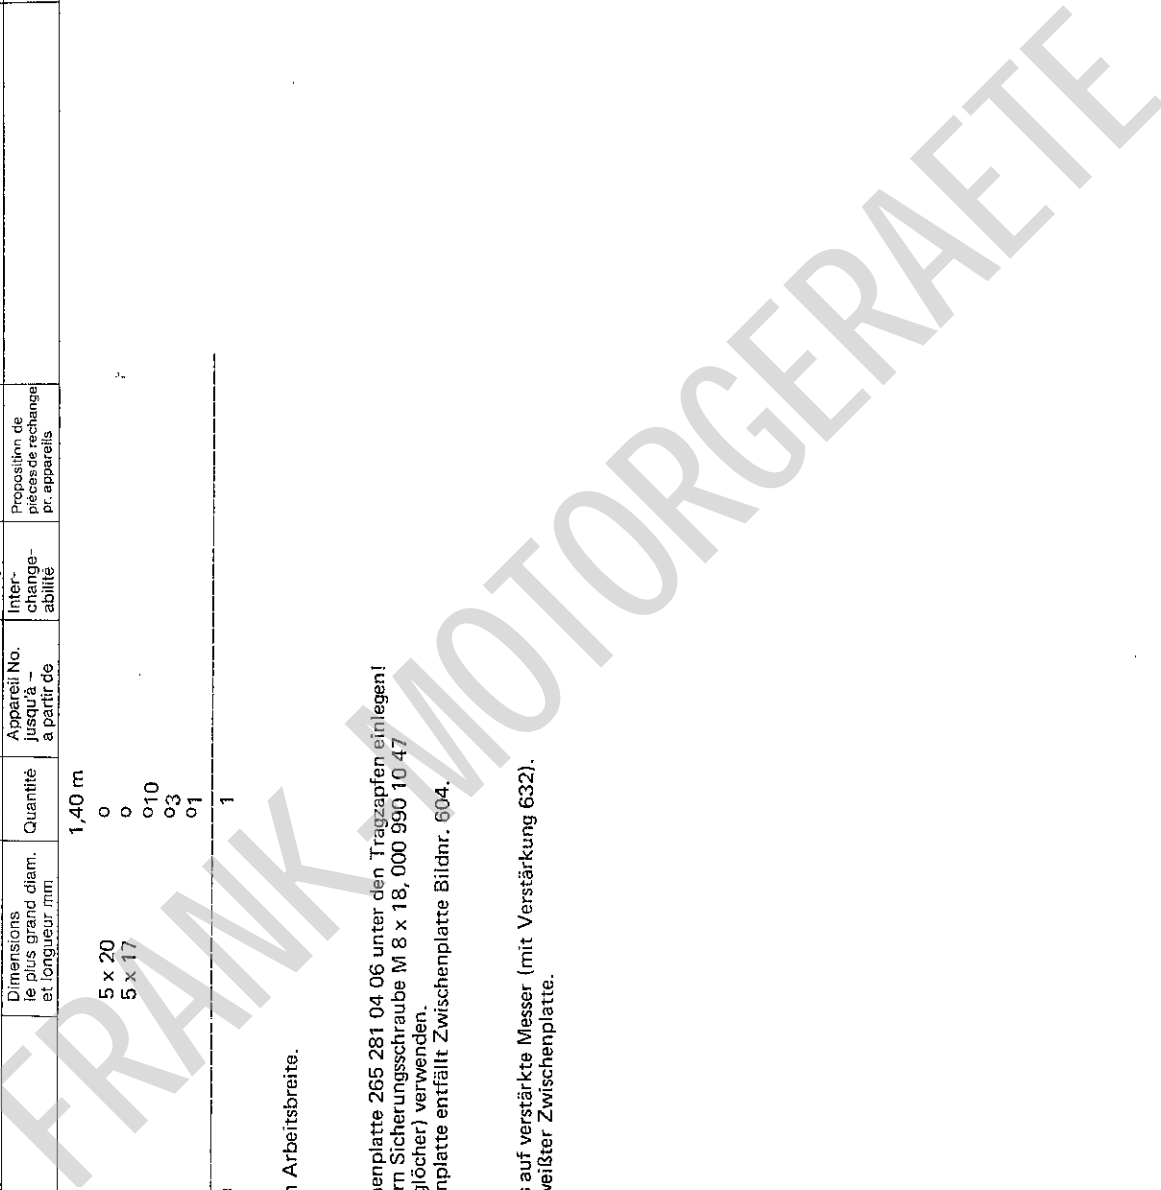 Dimensions
le plus grand diam.
et longueur mm
Quantité
Appareil No.
jusqu'à –
a partir de
Inter-
change-
abilité
Proposition de
pièces de rechange
pr. appareils
1,40 m
5 x 20 o
5 x 17 o
o10
o3
o1
1
Arbeitsbreite.
enplatte 265 281 04 06 unter den Tragzapfen einlegen!
rn Sicherungsschraube M 8 x 18, 000 990 10 47
glöcher) verwenden.
nplatte entfällt Zwischenplatte Bildnr. 604.
s auf verstärkte Messer (mit Verstärkung 632).
weißter Zwischenplatte.
FRANK - MOTORGERAETE